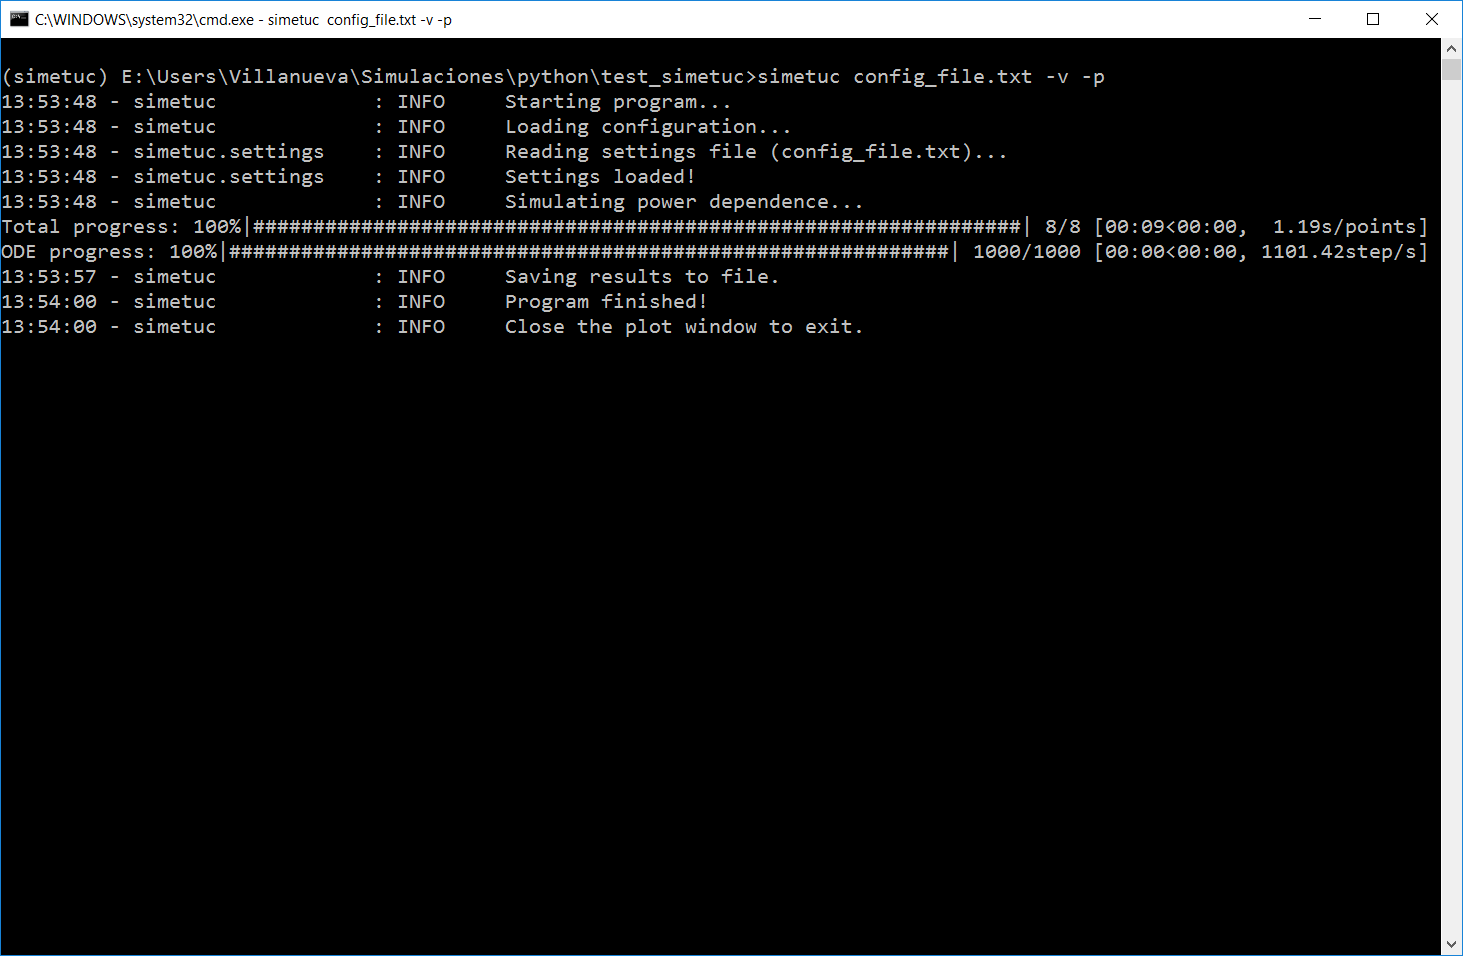 C:\WINDOWS\system32\cmd.exe - simetuc  config_file.txt -v -p
(simetuc) E:\Users\Villanueva\Simulaciones\python\test_simetuc>simetuc config_file.txt -v -p
13:53:48 - simetuc             : INFO     Starting program...
13:53:48 - simetuc             : INFO     Loading configuration...
13:53:48 - simetuc.settings    : INFO     Reading settings file (config_file.txt)...
13:53:48 - simetuc.settings    : INFO     Settings loaded!
13:53:48 - simetuc             : INFO     Simulating power dependence...
Total progress: 100%|################################################################| 8/8 [00:09<00:00,  1.19s/points]
ODE progress: 100%|############################################################| 1000/1000 [00:00<00:00, 1101.42step/s]
13:53:57 - simetuc             : INFO     Saving results to file.
13:54:00 - simetuc             : INFO     Program finished!
13:54:00 - simetuc             : INFO     Close the plot window to exit.